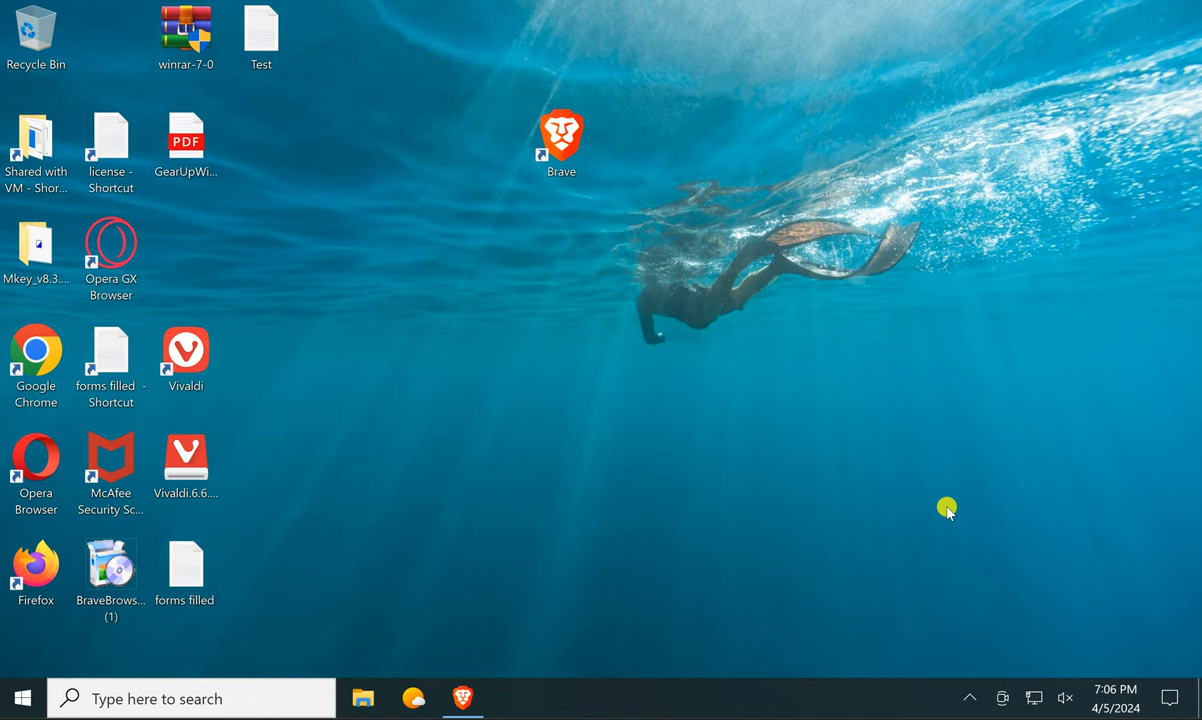 Recycle Bin
winrar-7-0
Test
Shared with
VM - Shor...
license -
Shortcut
PDF
GearUpWi...
Brave
Mkey_v8.3....
Opera GX
Browser
Google
Chrome
forms filled -
Shortcut
Vivaldi
Opera
Browser
McAfee
Security Sc...
Vivaldi.6.6....
Firefox
BraveBrows...
(1)
forms filled
Type here to search
7:06 PM
4/5/2024